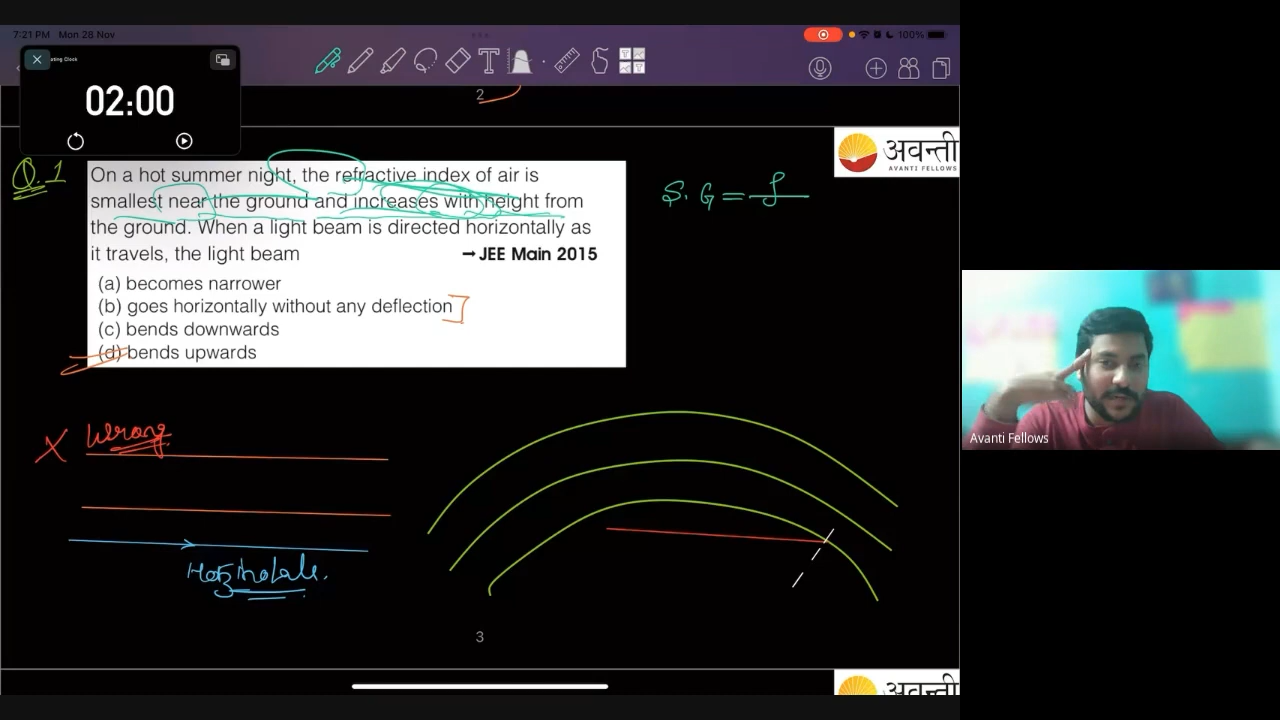 7:21 PM Mon 28 Nov
100%
ating Clock
02:00
2
अवन्ती
AVANTI FELLOWS
Q.1
On a hot summer night, the refractive index of air is
smallest near the ground and increases with height from
the ground. When a light beam is directed horizontally as
it travels, the light beam → JEE Main 2015
(a) becomes narrower
(b) goes horizontally without any deflection
(c) bends downwards
(d) bends upwards
S.G =
X Wrong.
Avanti Fellows
3
अवन्ती